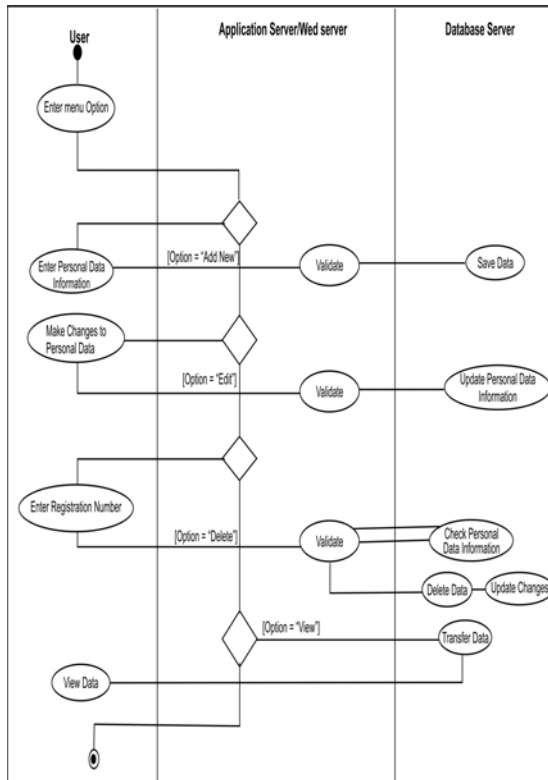 User
Application Server/Wed server
Database Server
Enter menu Option
[Option = "Add New"]
Enter Personal Data
Information
Validate
Save Data
Make Changes to
Personal Data
[Option = "Edit"]
Validate
Update Personal Data
Information
Enter Registration Number
[Option = "Delete"]
Validate
Check Personal
Data Information
Delete Data
Update Changes
[Option = "View"]
Transfer Data
View Data